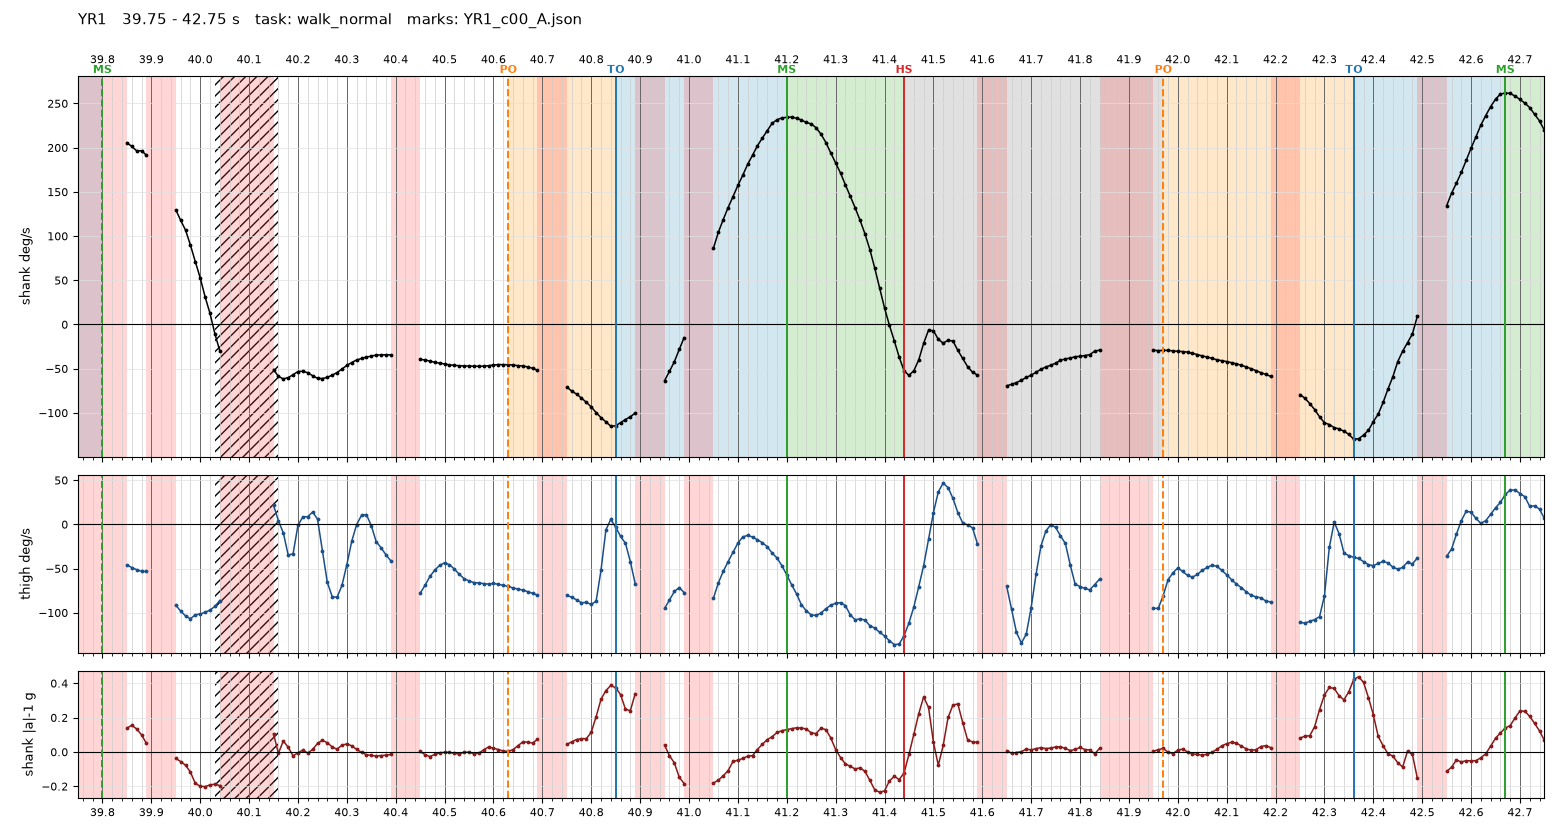 YR1 39.75 - 42.75 s task: walk_normal marks: YR1_c00_A.json
39.8 39.9 40.0 40.1 40.2 40.3 40.4 40.5 40.6 40.7 40.8 40.9 41.0 41.1 41.2 41.3 41.4 41.5 41.6 41.7 41.8 41.9 42.0 42.1 42.2 42.3 42.4 42.5 42.6 42.7
MS PO TO MS HS PO TO MS
shank deg/s
250
200
150
100
50
0
−50
−100
thigh deg/s
50
0
−50
−100
shank |a|-1 g
0.4
0.2
0.0
−0.2
39.8 39.9 40.0 40.1 40.2 40.3 40.4 40.5 40.6 40.7 40.8 40.9 41.0 41.1 41.2 41.3 41.4 41.5 41.6 41.7 41.8 41.9 42.0 42.1 42.2 42.3 42.4 42.5 42.6 42.7